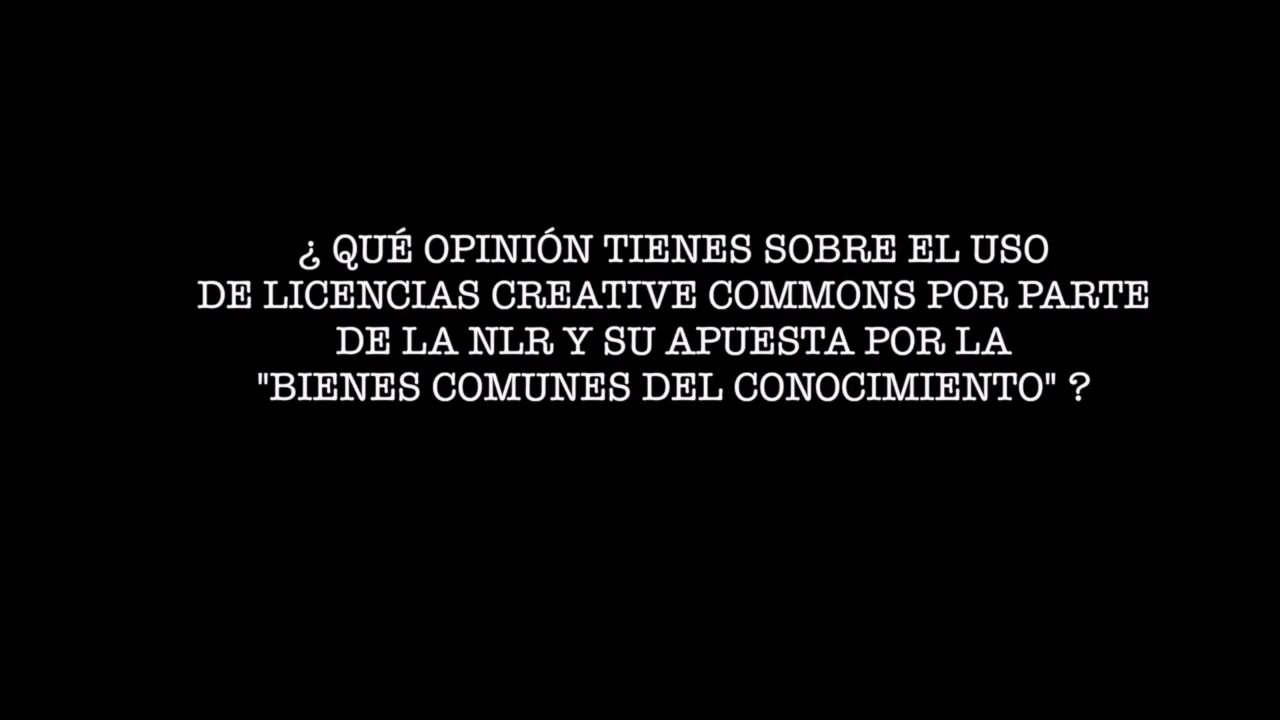 ¿ QUÉ OPINIÓN TIENES SOBRE EL USO
DE LICENCIAS CREATIVE COMMONS POR PARTE
DE LA NLR Y SU APUESTA POR LA
"BIENES COMUNES DEL CONOCIMIENTO" ?